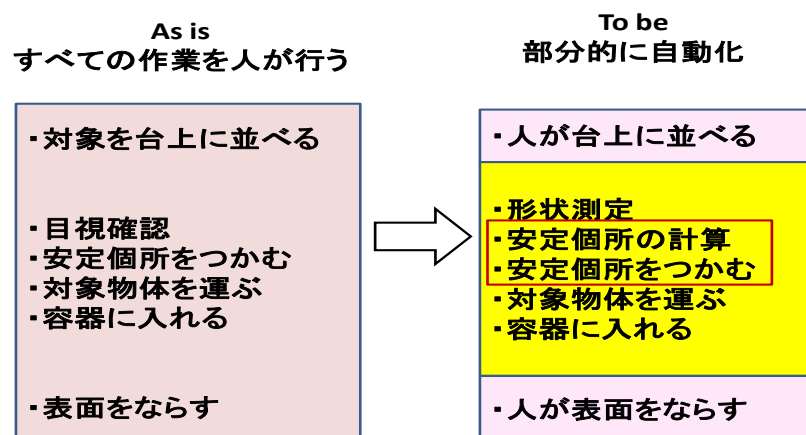 As is
すべての作業を人が行う
・対象を台上に並べる
・目視確認
・安定個所をつかむ
・対象物体を運ぶ
・容器に入れる
・表面をならす
To be
部分的に自動化
・人が台上に並べる
・形状測定
・安定個所の計算
・安定個所をつかむ
・対象物体を運ぶ
・容器に入れる
・人が表面をならす